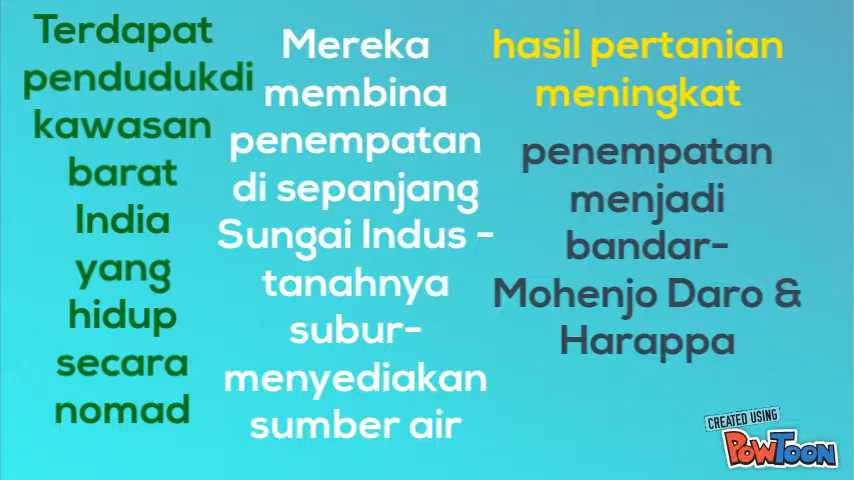 Terdapat
pendudukdi
kawasan
barat
India
yang
hidup
secara
nomad
Mereka
membina
penempatan
di sepanjang
Sungai Indus -
tanahnya
subur-
menyediakan
sumber air
hasil pertanian
meningkat
penempatan
menjadi
bandar-
Mohenjo Daro &
Harappa
CREATED USING
POWTOON